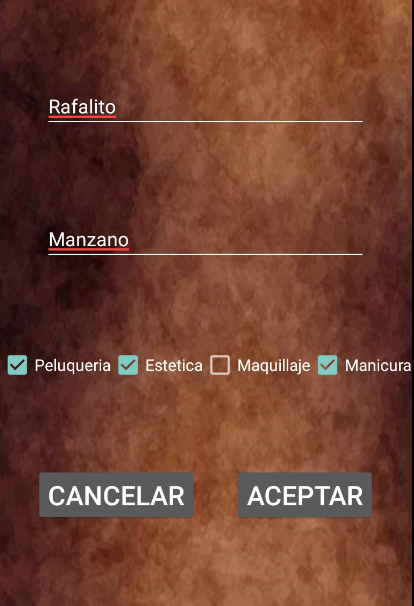 Rafalito
Manzano
Peluqueria Estetica Maquillaje Manicura
CANCELAR ACEPTAR